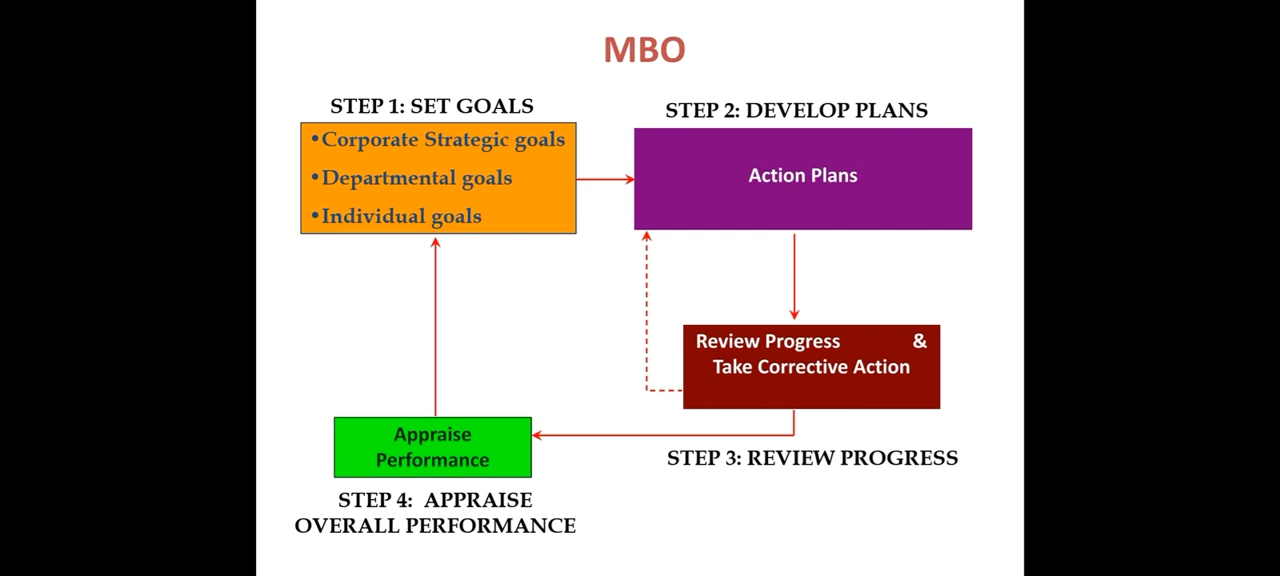 MBO
STEP 1: SET GOALS
•Corporate Strategic goals
•Departmental goals
•Individual goals
STEP 2: DEVELOP PLANS
Action Plans
Review Progress &
Take Corrective Action
STEP 3: REVIEW PROGRESS
Appraise
Performance
STEP 4: APPRAISE
OVERALL PERFORMANCE